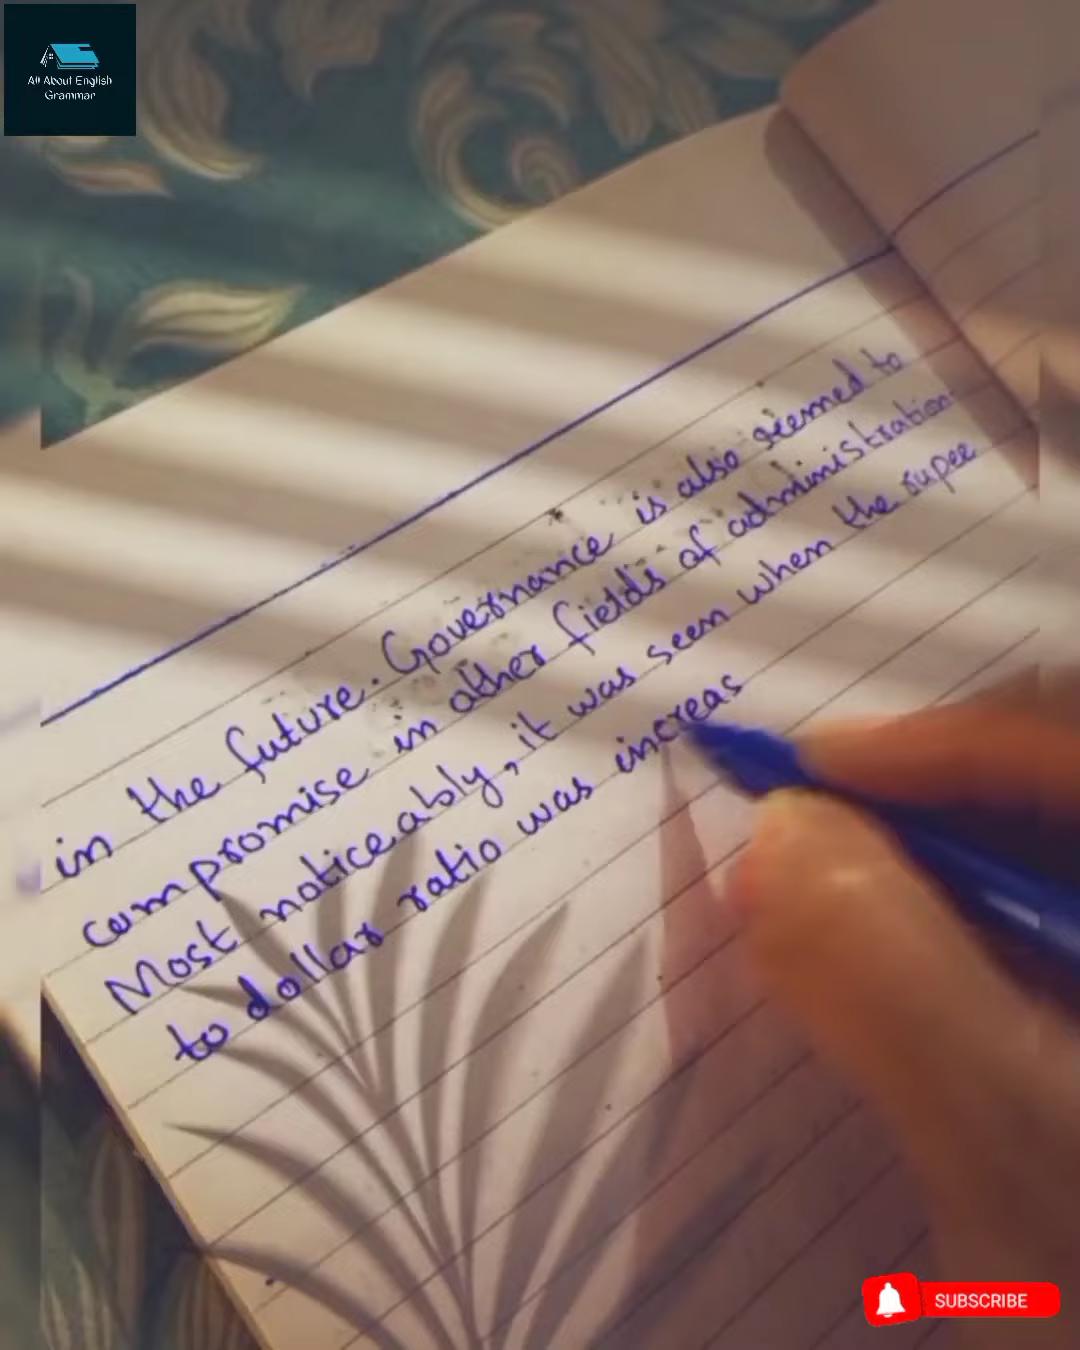 All About English
Grammar
in the future. Governance is also seemed to
compromise in other fields of administration.
Most noticeably, it was seen when the rupee
to dollar ratio was increas
SUBSCRIBE